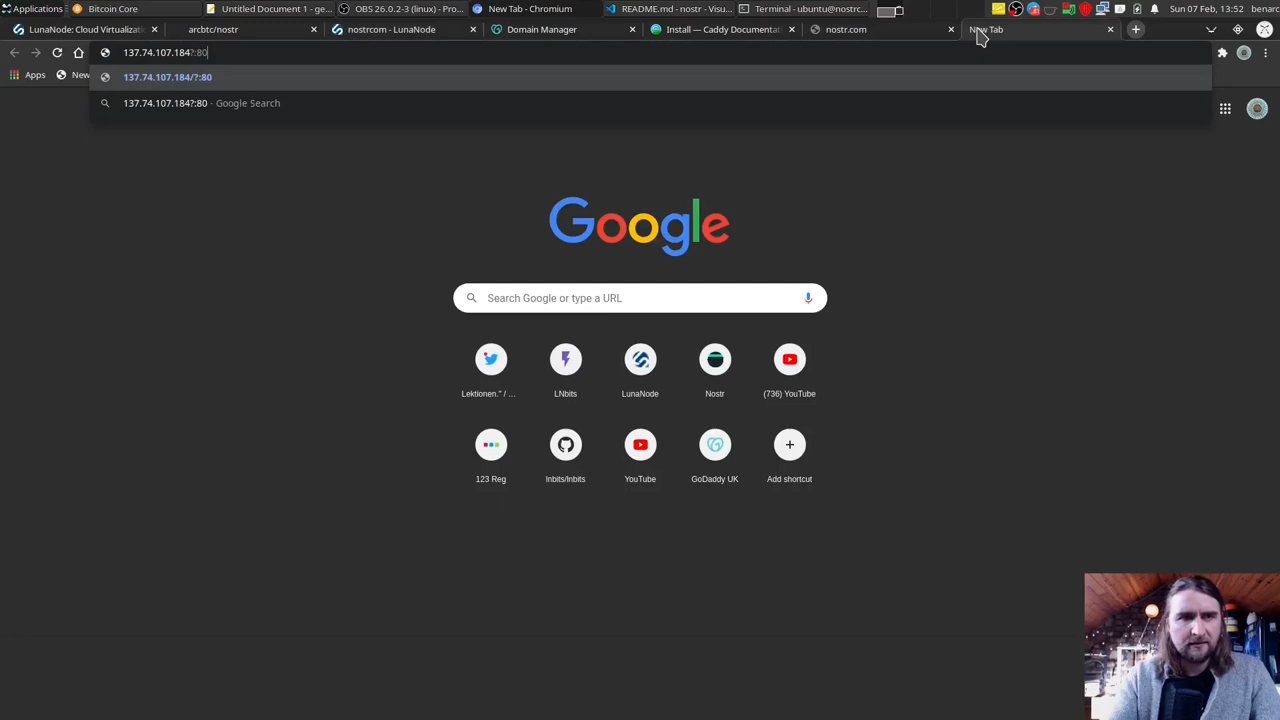 Applications
Bitcoin Core
Untitled Document 1 - ge...
OBS 26.0.2-3 (linux) - Pro...
New Tab - Chromium
README.md - nostr - Visu...
Terminal - ubuntu@nostrc...
Sun 07 Feb, 13:52
benarc
LunaNode: Cloud Virtualizati
arcbtc/nostr
nostrcom - LunaNode
Domain Manager
Install — Caddy Documentati
nostr.com
New Tab
137.74.107.184?:80
Apps
New
137.74.107.184/?:80
137.74.107.184?:80 - Google Search
Google
Search Google or type a URL
Lektionen." / ...
LNbits
LunaNode
Nostr
(736) YouTube
123 Reg
lnbits/lnbits
YouTube
GoDaddy UK
Add shortcut